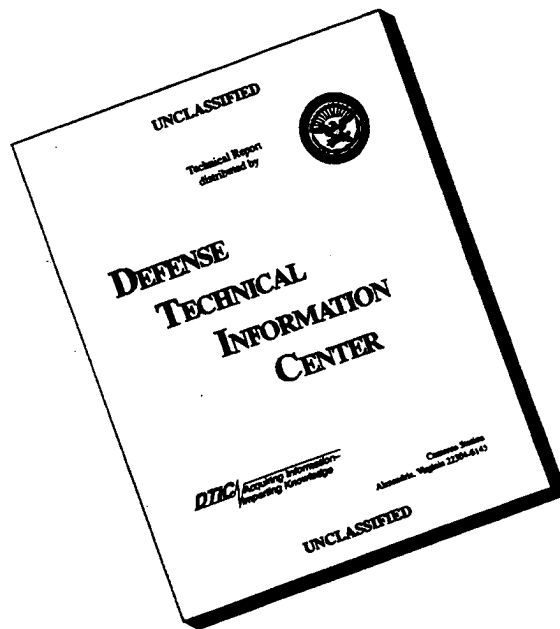 UNCLASSIFIED
Technical Report
distributed by
DEFENSE
TECHNICAL
INFORMATION
CENTER
DTIC
Acquiring Information–
Imparting Knowledge
Cameron Station
Alexandria, Virginia 22304-6145
UNCLASSIFIED